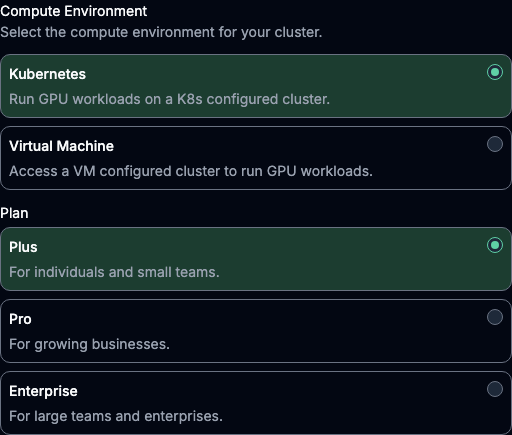 Compute Environment
Select the compute environment for your cluster.
Kubernetes
Run GPU workloads on a K8s configured cluster.
Virtual Machine
Access a VM configured cluster to run GPU workloads.
Plan
Plus
For individuals and small teams.
Pro
For growing businesses.
Enterprise
For large teams and enterprises.